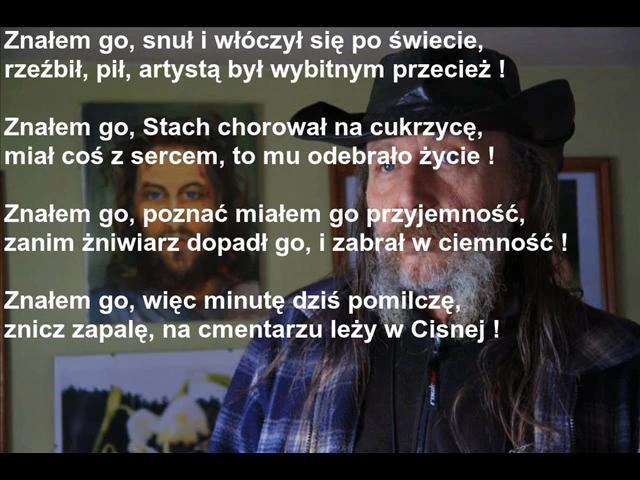 Znałem go, snuł i włóczył się po świecie,
rzeźbił, pił, artystą był wybitnym przecież !
Znałem go, Stach chorował na cukrzycę,
miał coś z sercem, to mu odebrało życie !
Znałem go, poznać miałem go przyjemność,
zanim żniwiarz dopadł go, i zabrał w ciemność !
Znałem go, więc minutę dziś pomilczę,
znicz zapalę, na cmentarzu leży w Cisnej !